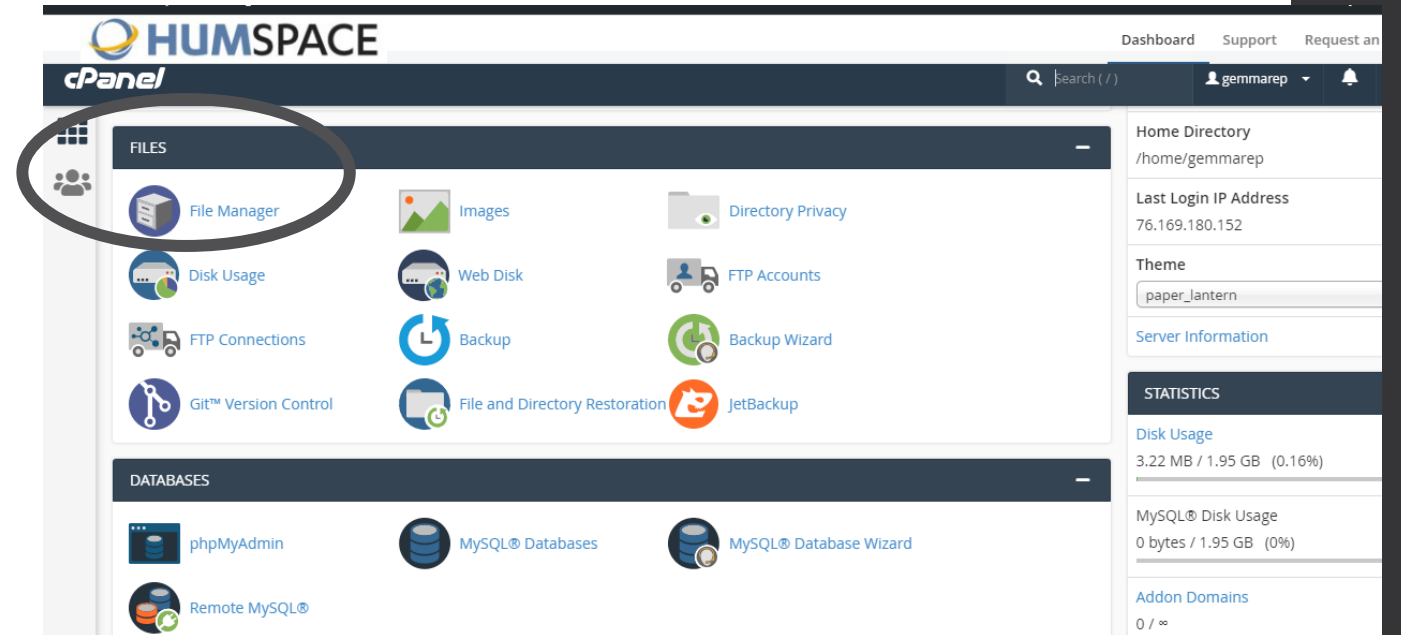 HUMSPACE
Dashboard Support Request an
cPanel
Search ( / ) gemmarep
FILES
File Manager Images Directory Privacy
Disk Usage Web Disk FTP Accounts
FTP Connections Backup Backup Wizard
Git™ Version Control File and Directory Restoration JetBackup
DATABASES
phpMyAdmin MySQL® Databases MySQL® Database Wizard
Remote MySQL®
Home Directory
/home/gemmarep
Last Login IP Address
76.169.180.152
Theme
paper_lantern
Server Information
STATISTICS
Disk Usage
3.22 MB / 1.95 GB (0.16%)
MySQL® Disk Usage
0 bytes / 1.95 GB (0%)
Addon Domains
0 / ∞